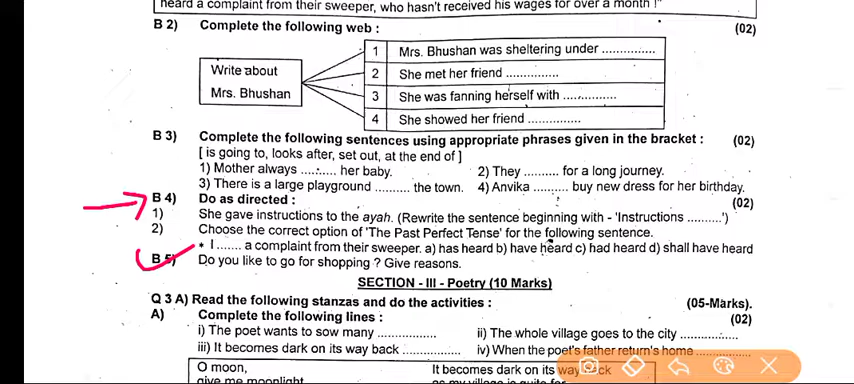 heard a complaint from their sweeper, who hasn't received his wages for over a month !"
B 2) Complete the following web : (02)
Write about
Mrs. Bhushan
1 Mrs. Bhushan was sheltering under ...............
2 She met her friend ...............
3 She was fanning herself with ...............
4 She showed her friend ...............
B 3) Complete the following sentences using appropriate phrases given in the bracket : (02)
[ is going to, looks after, set out, at the end of ]
1) Mother always .......... her baby. 2) They .......... for a long journey.
3) There is a large playground .......... the town. 4) Anvika .......... buy new dress for her birthday.
B 4) Do as directed : (02)
1) She gave instructions to the ayah. (Rewrite the sentence beginning with - 'Instructions ..........')
2) Choose the correct option of 'The Past Perfect Tense' for the following sentence.
* I ....... a complaint from their sweeper. a) has heard b) have heard c) had heard d) shall have heard
B 5) Do you like to go for shopping ? Give reasons.
SECTION - III - Poetry (10 Marks)
Q 3 A) Read the following stanzas and do the activities : (05-Marks).
A) Complete the following lines : (02)
i) The poet wants to sow many ................. ii) The whole village goes to the city .................
iii) It becomes dark on its way back ................. iv) When the poet's father return's home .................
O moon, It becomes dark on its way back
give me moonlight